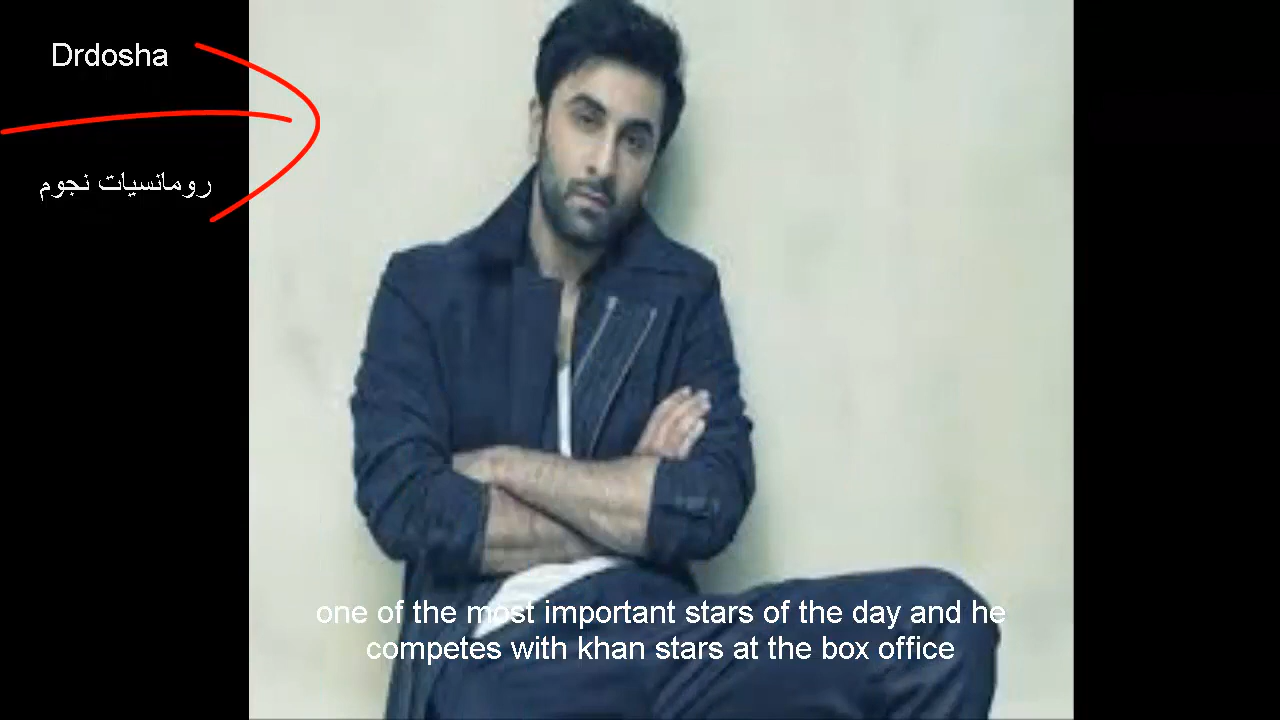 Drdosha
رومانسيات نجوم
one of the most important stars of the day and he
competes with khan stars at the box office